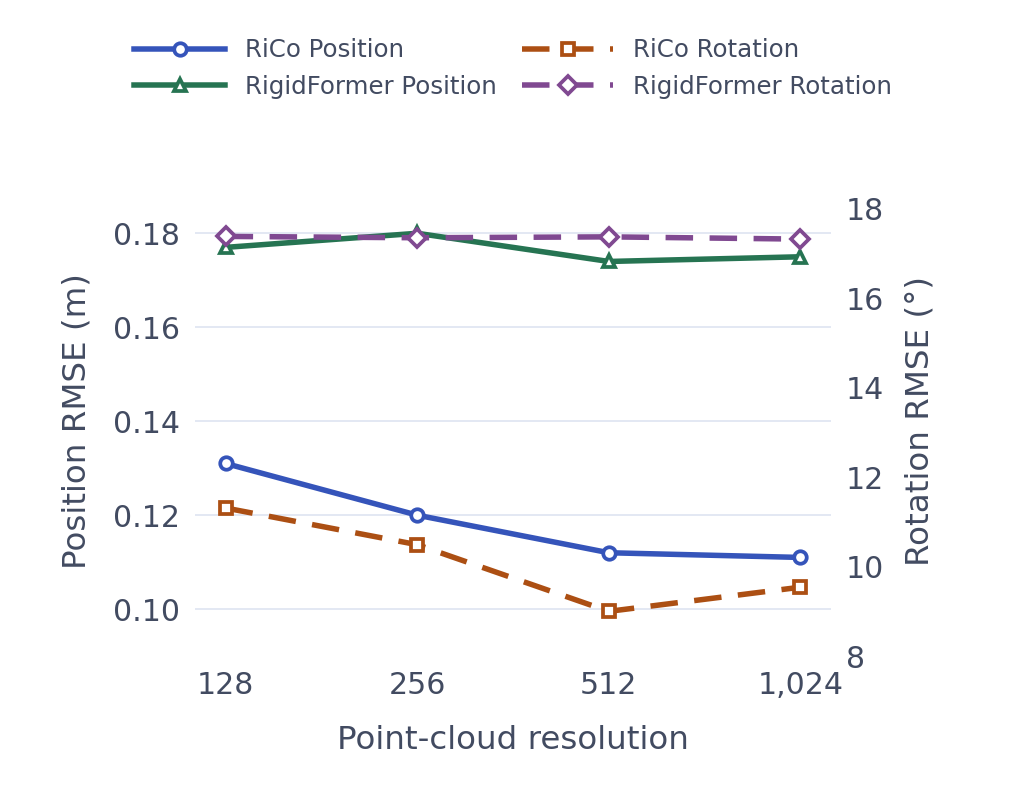 RiCo Position
RiCo Rotation
RigidFormer Position
RigidFormer Rotation
0.18
0.16
0.14
0.12
0.10
Position RMSE (m)
18
16
14
12
10
8
Rotation RMSE (°)
128 256 512 1,024
Point-cloud resolution